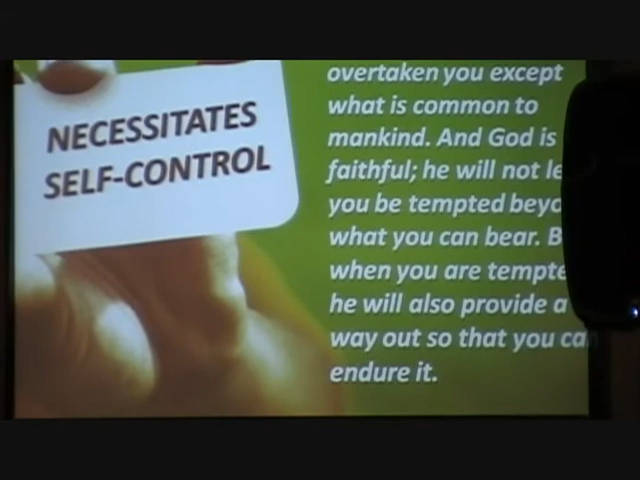 NECESSITATES
SELF-CONTROL
overtaken you except
what is common to
mankind. And God is
faithful; he will not
you be tempted
what you can bear.
when you are
he will also provide a
way out so that you can
endure it.